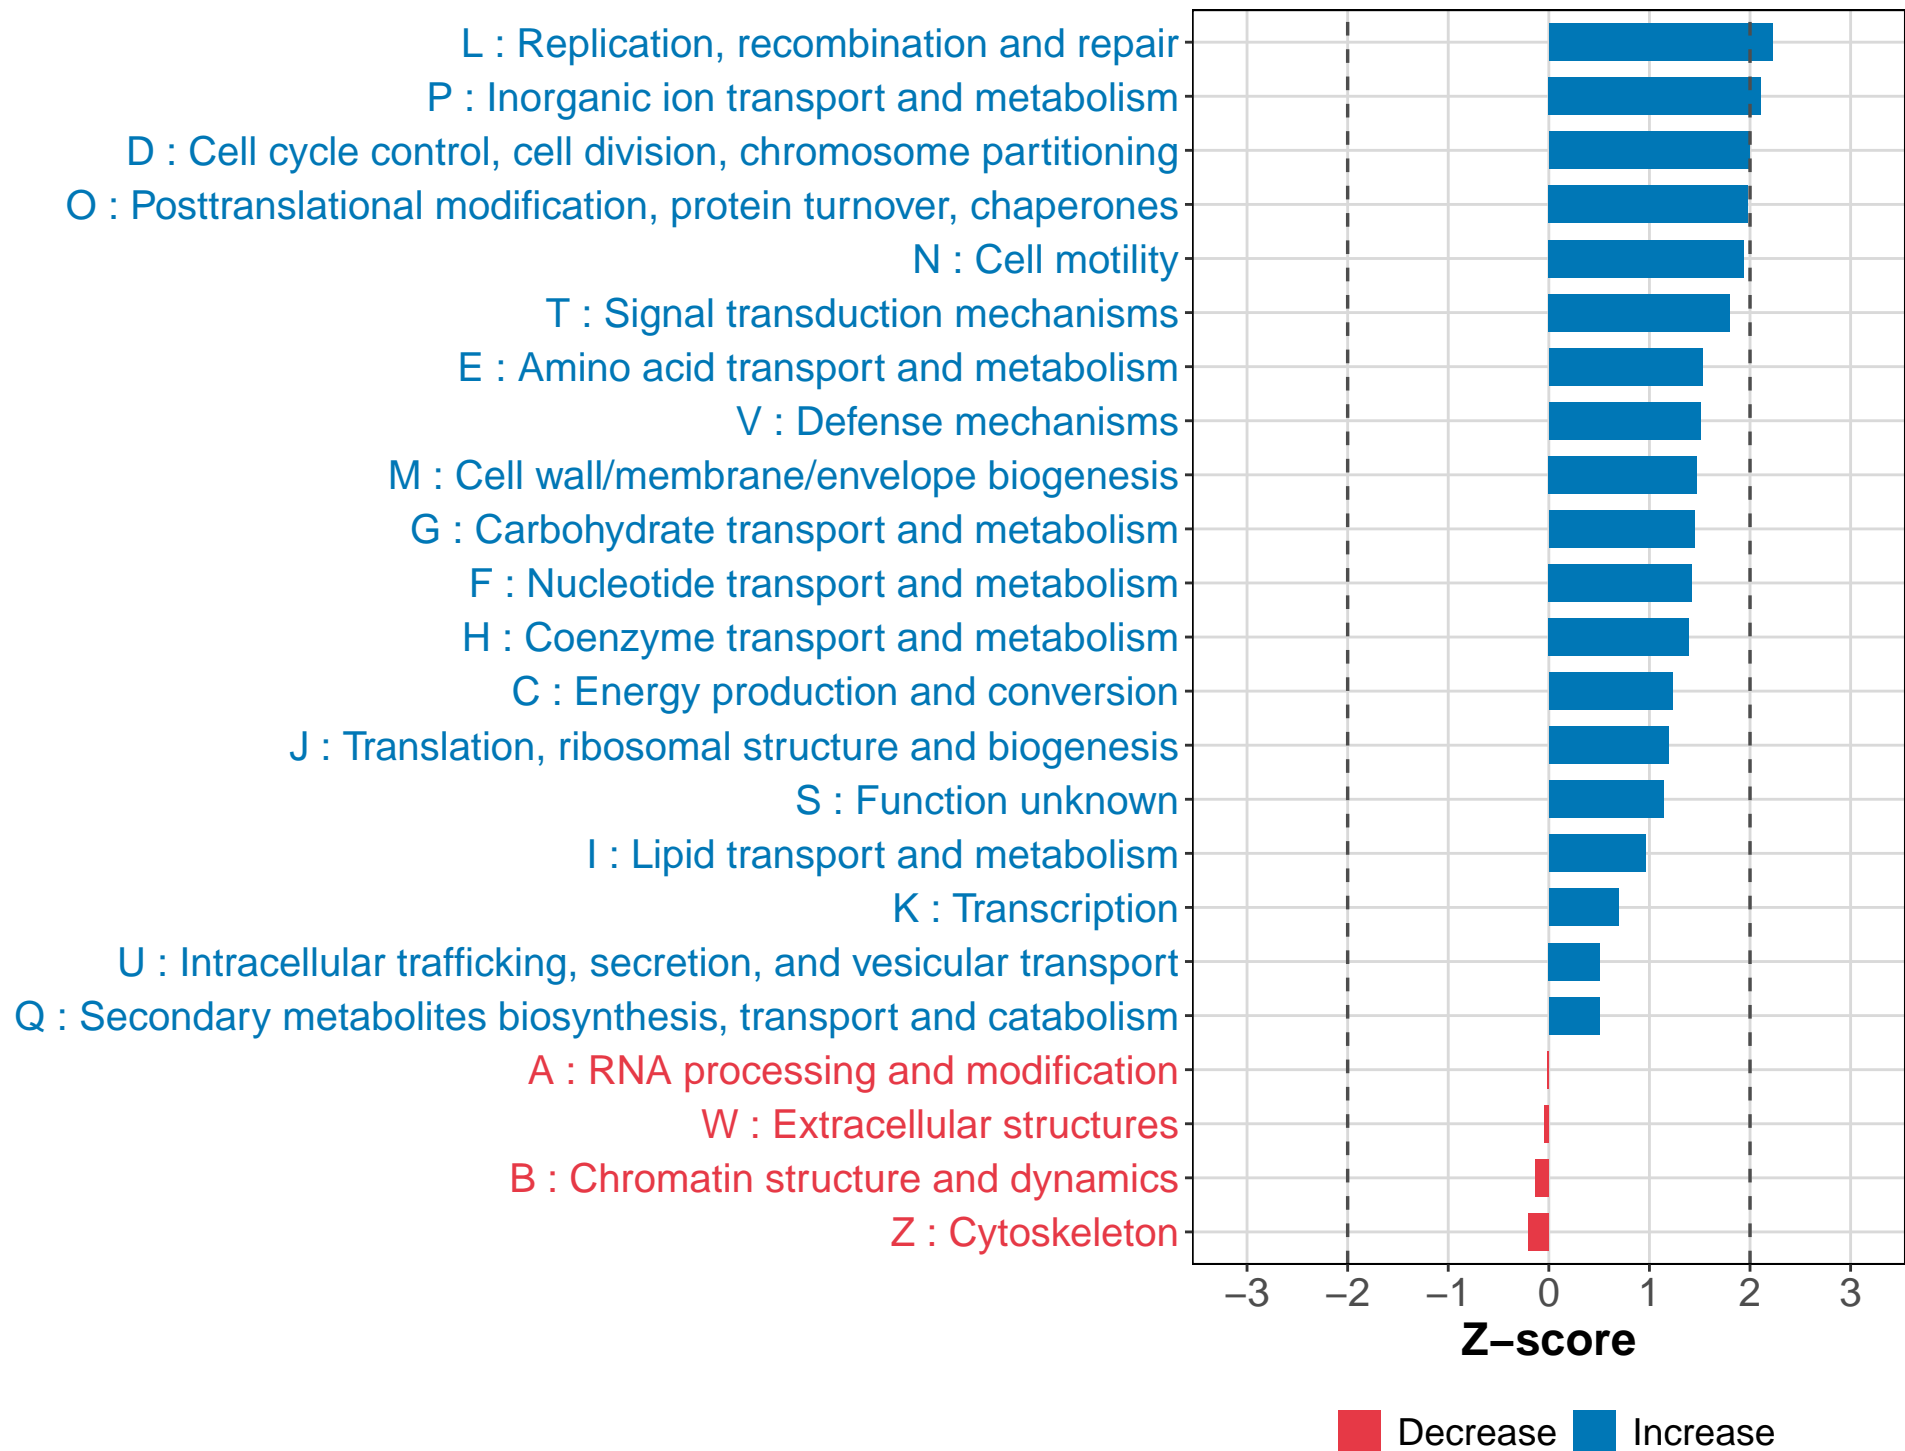 L : Replication, recombination and repair
P : Inorganic ion transport and metabolism
D : Cell cycle control, cell division, chromosome partitioning
O : Posttranslational modification, protein turnover, chaperones
N : Cell motility
T : Signal transduction mechanisms
E : Amino acid transport and metabolism
V : Defense mechanisms
M : Cell wall/membrane/envelope biogenesis
G : Carbohydrate transport and metabolism
F : Nucleotide transport and metabolism
H : Coenzyme transport and metabolism
C : Energy production and conversion
J : Translation, ribosomal structure and biogenesis
S : Function unknown
I : Lipid transport and metabolism
K : Transcription
U : Intracellular trafficking, secretion, and vesicular transport
Q : Secondary metabolites biosynthesis, transport and catabolism
A : RNA processing and modification
W : Extracellular structures
B : Chromatin structure and dynamics
Z : Cytoskeleton
−3 −2 −1 0 1 2 3
Z−score
Decrease Increase